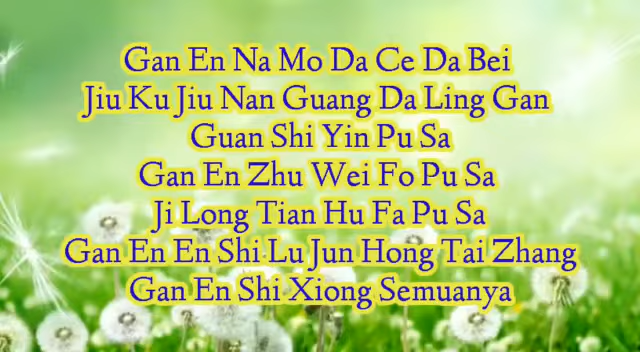 Gan En Na Mo Da Ce Da Bei
Jiu Ku Jiu Nan Guang Da Ling Gan
Guan Shi Yin Pu Sa
Gan En Zhu Wei Fo Pu Sa
Ji Long Tian Hu Fa Pu Sa
Gan En En Shi Lu Jun Hong Tai Zhang
Gan En Shi Xiong Semuanya